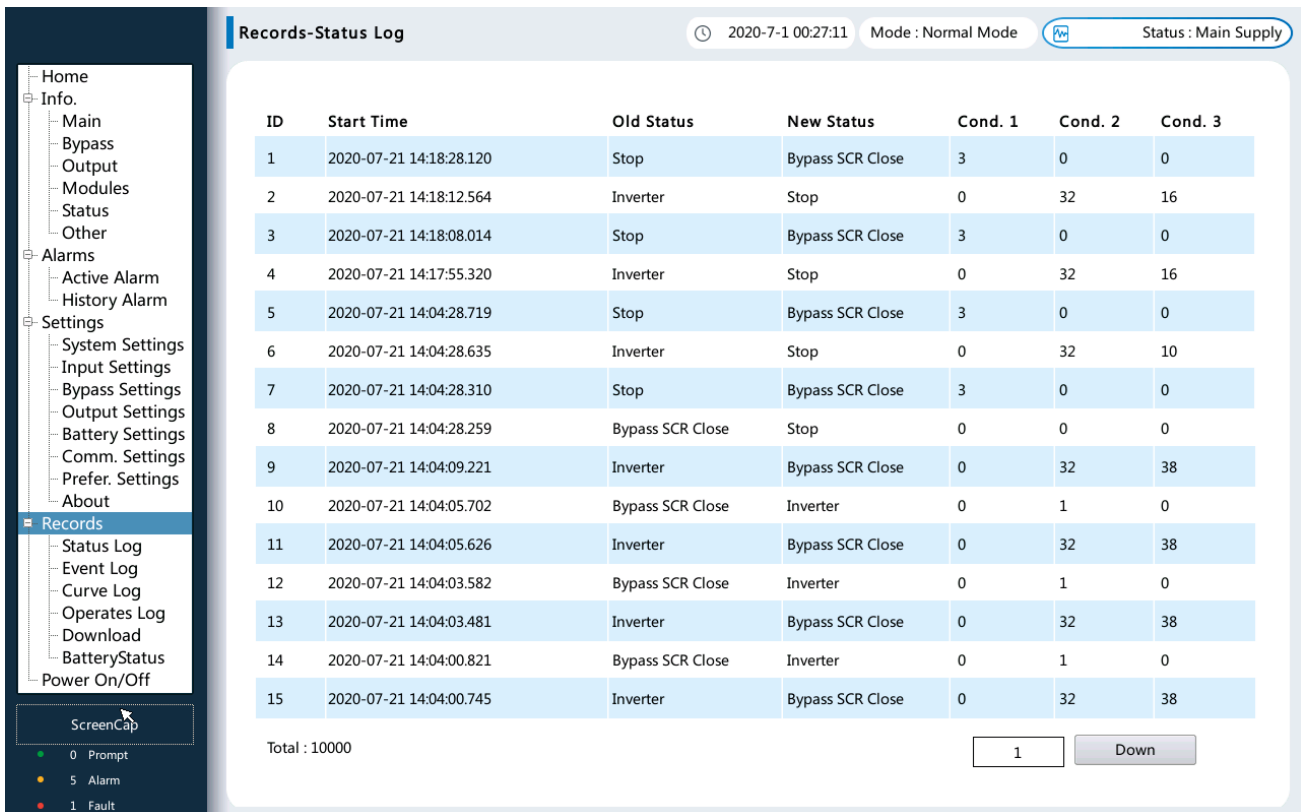 Records-Status Log
2020-7-1 00:27:11
Mode : Normal Mode
Status : Main Supply
Home
Info.
Main
Bypass
Output
Modules
Status
Other
Alarms
Active Alarm
History Alarm
Settings
System Settings
Input Settings
Bypass Settings
Output Settings
Battery Settings
Comm. Settings
Prefer. Settings
About
Records
Status Log
Event Log
Curve Log
Operates Log
Download
BatteryStatus
Power On/Off
ScreenCap
0 Prompt
5 Alarm
1 Fault
ID Start Time Old Status New Status Cond. 1 Cond. 2 Cond. 3
1 2020-07-21 14:18:28.120 Stop Bypass SCR Close 3 0 0
2 2020-07-21 14:18:12.564 Inverter Stop 0 32 16
3 2020-07-21 14:18:08.014 Stop Bypass SCR Close 3 0 0
4 2020-07-21 14:17:55.320 Inverter Stop 0 32 16
5 2020-07-21 14:04:28.719 Stop Bypass SCR Close 3 0 0
6 2020-07-21 14:04:28.635 Inverter Stop 0 32 10
7 2020-07-21 14:04:28.310 Stop Bypass SCR Close 3 0 0
8 2020-07-21 14:04:28.259 Bypass SCR Close Stop 0 0 0
9 2020-07-21 14:04:09.221 Inverter Bypass SCR Close 0 32 38
10 2020-07-21 14:04:05.702 Bypass SCR Close Inverter 0 1 0
11 2020-07-21 14:04:05.626 Inverter Bypass SCR Close 0 32 38
12 2020-07-21 14:04:03.582 Bypass SCR Close Inverter 0 1 0
13 2020-07-21 14:04:03.481 Inverter Bypass SCR Close 0 32 38
14 2020-07-21 14:04:00.821 Bypass SCR Close Inverter 0 1 0
15 2020-07-21 14:04:00.745 Inverter Bypass SCR Close 0 32 38
Total : 10000
1
Down